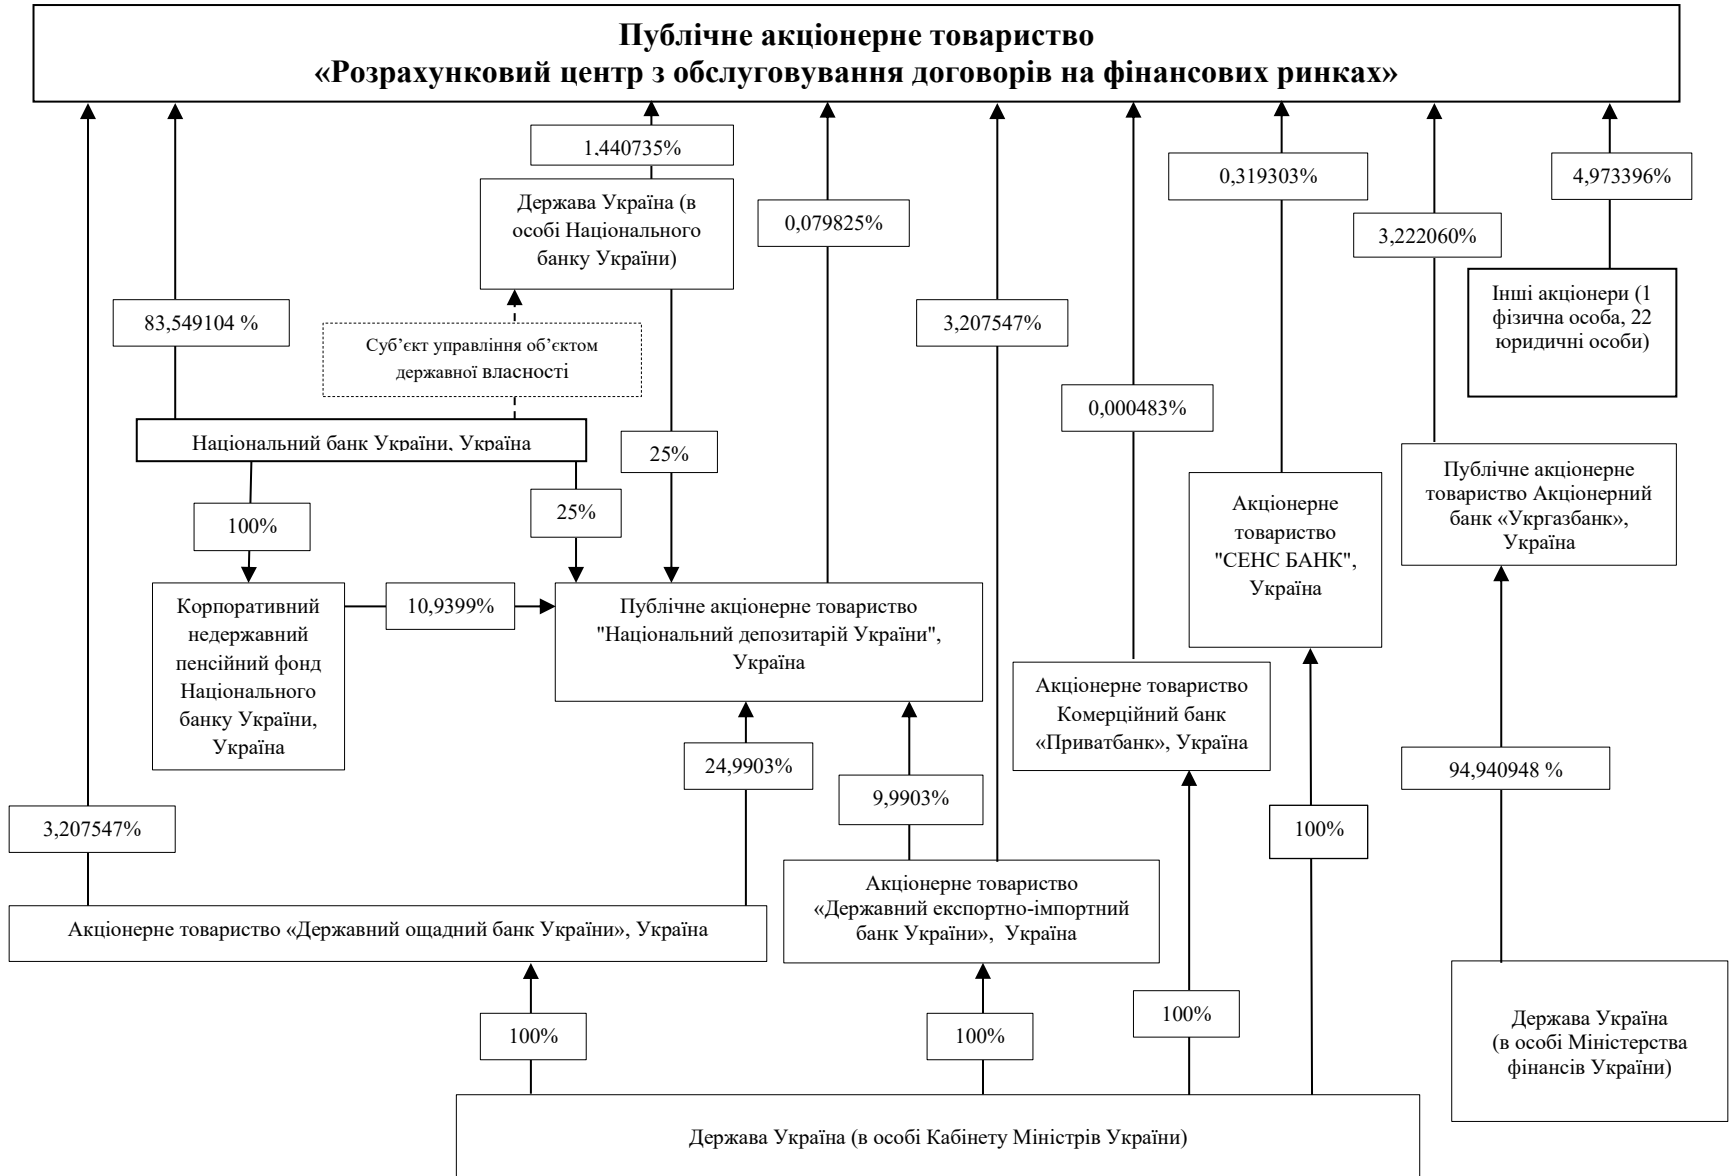 Публічне акціонерне товариство
«Розрахунковий центр з обслуговування договорів на фінансових ринках»
1,440735%
0,319303%
4,973396%
Держава Україна (в
особі Національного
банку України)
0,079825%
3,222060%
83,549104 %
3,207547%
Інші акціонери (1
фізична особа, 22
юридичні особи)
Суб’єкт управління об’єктом
державної власності
0,000483%
Національний банк України, Україна
25%
Публічне акціонерне
товариство Акціонерний
банк «Укргазбанк»,
Україна
100%
25%
Акціонерне
товариство
"СЕНС БАНК",
Україна
Корпоративний
недержавний
пенсійний фонд
Національного
банку України,
Україна
10,9399%
Публічне акціонерне товариство
"Національний депозитарій України",
Україна
Акціонерне товариство
Комерційний банк
«Приватбанк», Україна
24,9903%
9,9903%
94,940948 %
3,207547%
100%
Акціонерне товариство «Державний ощадний банк України», Україна
Акціонерне товариство
«Державний експортно-імпортний
банк України»,  Україна
100%
100%
100%
Держава Україна
(в особі Міністерства
фінансів України)
Держава Україна (в особі Кабінету Міністрів України)